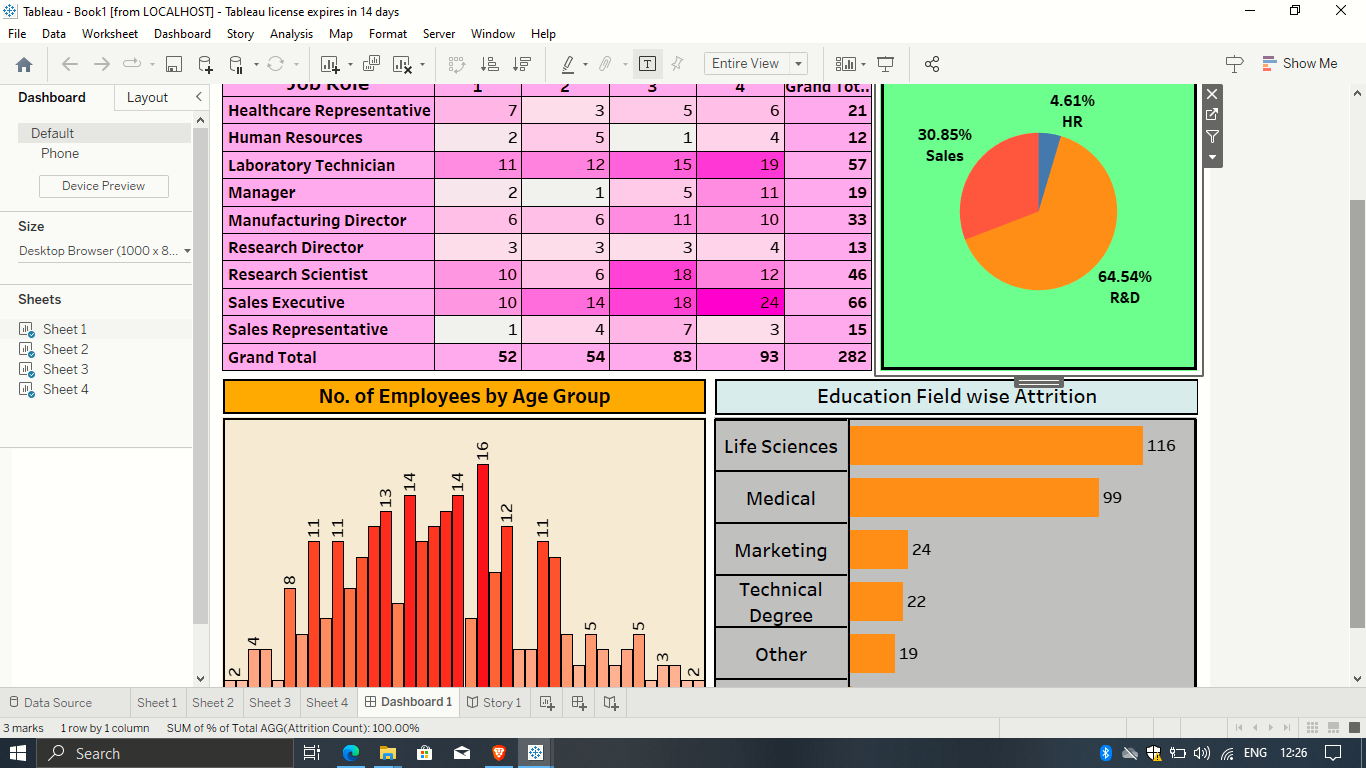 Tableau - Book1 [from LOCALHOST] - Tableau license expires in 14 days
File Data Worksheet Dashboard Story Analysis Map Format Server Window Help
Entire View
Show Me
Dashboard Layout
Default
Phone
Device Preview
Size
Desktop Browser (1000 x 8...
Sheets
Sheet 1
Sheet 2
Sheet 3
Sheet 4
Job Role 1 2 3 4 Grand Tot..
Healthcare Representative 7 3 5 6 21
Human Resources 2 5 1 4 12
Laboratory Technician 11 12 15 19 57
Manager 2 1 5 11 19
Manufacturing Director 6 6 11 10 33
Research Director 3 3 3 4 13
Research Scientist 10 6 18 12 46
Sales Executive 10 14 18 24 66
Sales Representative 1 4 7 3 15
Grand Total 52 54 83 93 282
4.61%
HR
30.85%
Sales
64.54%
R&D
No. of Employees by Age Group
2 4 8 11 11 13 14 14 16 12 11 5 5 3 2
Education Field wise Attrition
Life Sciences 116
Medical 99
Marketing 24
Technical
Degree 22
Other 19
Data Source Sheet 1 Sheet 2 Sheet 3 Sheet 4 Dashboard 1 Story 1
3 marks 1 row by 1 column SUM of % of Total AGG(Attrition Count): 100.00%
Search
ENG 12:26